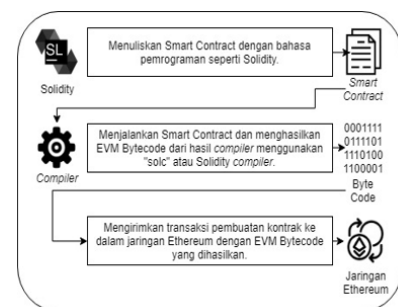 SL
Solidity
Menuliskan Smart Contract dengan bahasa
pemrograman seperti Solidity.
Smart
Contract
Compiler
Menjalankan Smart Contract dan menghasilkan
EVM Bytecode dari hasil compiler menggunakan
"solc" atau Solidity compiler.
0001111
0111101
1110100
1100001
Byte
Code
Mengirimkan transaksi pembuatan kontrak ke
dalam jaringan Ethereum dengan EVM Bytecode
yang dihasilkan.
Jaringan
Ethereum